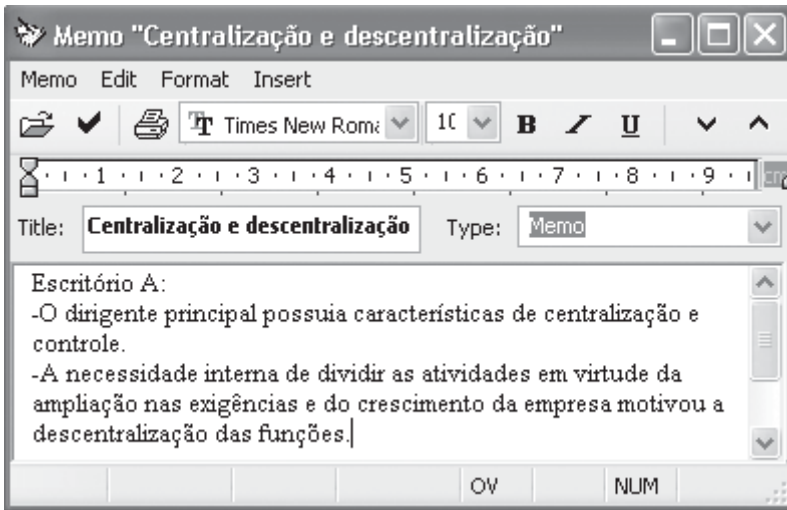 Memo "Centralização e descentralização"
Memo Edit Format Insert
Times New Roma 10 B I U
1 2 3 4 5 6 7 8 9 cm
Title: Centralização e descentralização Type: Memo
Escritório A:
-O dirigente principal possuia características de centralização e
controle.
-A necessidade interna de dividir as atividades em virtude da
ampliação nas exigências e do crescimento da empresa motivou a
descentralização das funções.
OV NUM